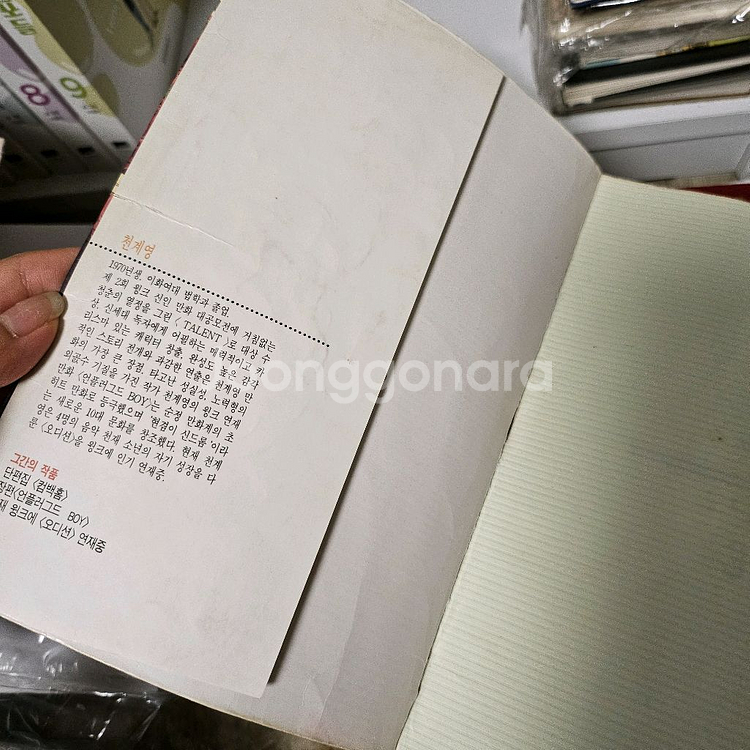 천계영
1970년생. 이화여대 법학과 졸업.
제 2회 윙크 신인 만화 대공모전에 거침없는
청춘의 열정을 그린 〈 TALENT 〉로 대상 수
상. 신세대 독자에게 어필하는 매력적이고 카
리스마 있는 캐릭터 창출, 완성도 높은 감각
적인 스토리 전개와 과감한 연출은 천계영 만
화의 가장 큰 장점. 타고난 성실성, 노력형의
외곬수 기질을 가진 작가 천계영의 윙크 연재
만화 〈언플러그드 BOY〉는 순정 만화계의 초
히트 만화로 등극했으며 '현겸이 신드롬'이라
는 새로운 10대 문화를 창조했다. 현재 천계
영은 4명의 음악 천재 소년의 자기 성장을 다
룬 〈오디션〉을 윙크에 인기 연재중.
그간의 작품
단편집 〈컴백홈〉
장편〈언플러그드 BOY〉
재 윙크에 〈오디션〉 연재중
joonggonara
8
9